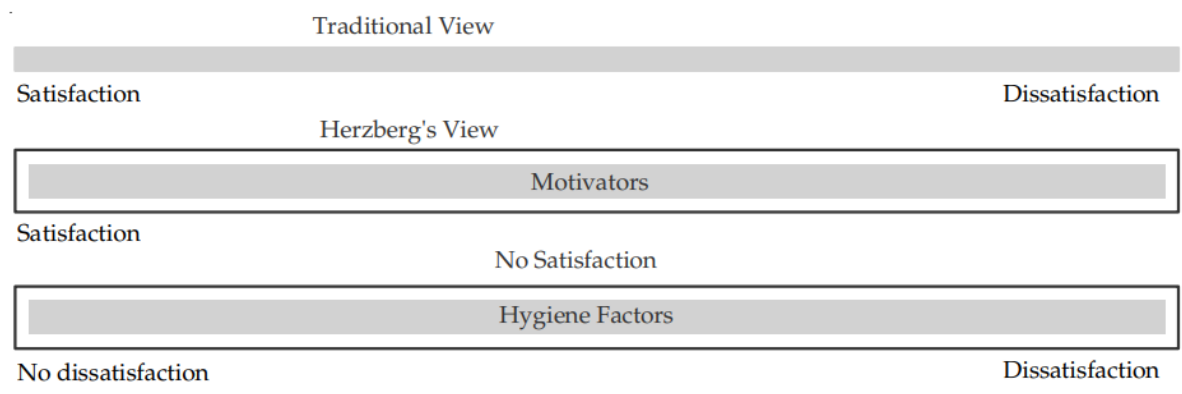 Traditional View
Satisfaction Dissatisfaction
Herzberg's View
Motivators
Satisfaction
No Satisfaction
Hygiene Factors
No dissatisfaction Dissatisfaction